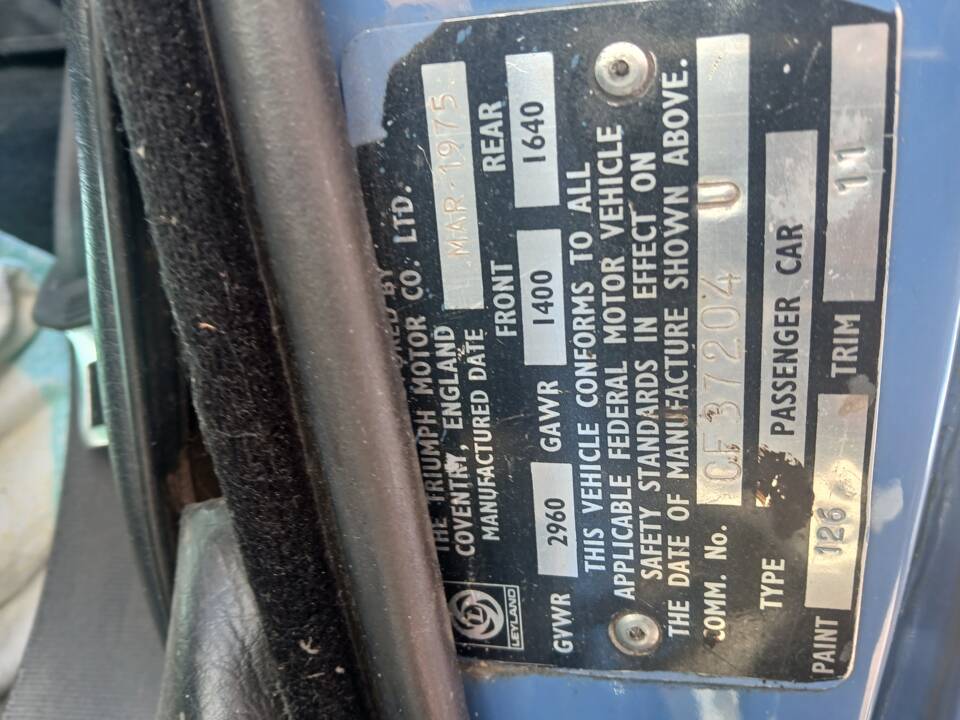 BY
THE TRIUMPH MOTOR CO. LTD.
COVENTRY, ENGLAND
MANUFACTURED DATE MAR·1975
FRONT REAR
GVWR 2960 GAWR 1400 1640
THIS VEHICLE CONFORMS TO ALL
APPLICABLE FEDERAL MOTOR VEHICLE
SAFETY STANDARDS IN EFFECT ON
THE DATE OF MANUFACTURE SHOWN ABOVE.
COMM. No. CF37204 U
TYPE PASSENGER CAR
PAINT 126 TRIM 11
L
LEYLAND